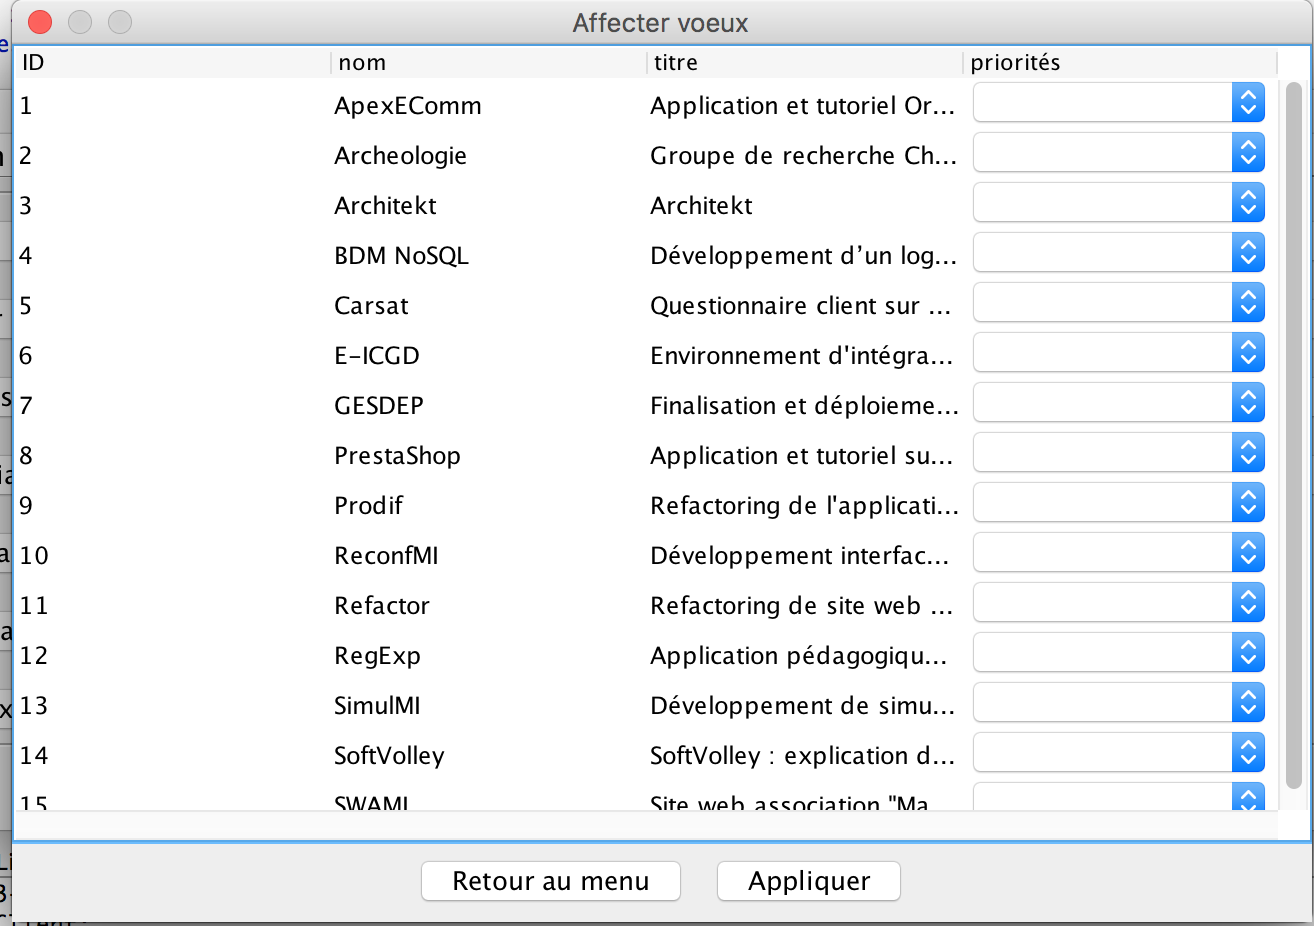 Affecter voeux
ID nom titre priorités
1 ApexEComm Application et tutoriel Or...
2 Archeologie Groupe de recherche Ch...
3 Architekt Architekt
4 BDM NoSQL Développement d’un log...
5 Carsat Questionnaire client sur ...
6 E-ICGD Environnement d'intégra...
7 GESDEP Finalisation et déploieme...
8 PrestaShop Application et tutoriel su...
9 Prodif Refactoring de l'applicati...
10 ReconfMI Développement interfac...
11 Refactor Refactoring de site web ...
12 RegExp Application pédagogiqu...
13 SimulMI Développement de simu...
14 SoftVolley SoftVolley : explication d...
15 SWAMI Site web association "Ma
Retour au menu Appliquer